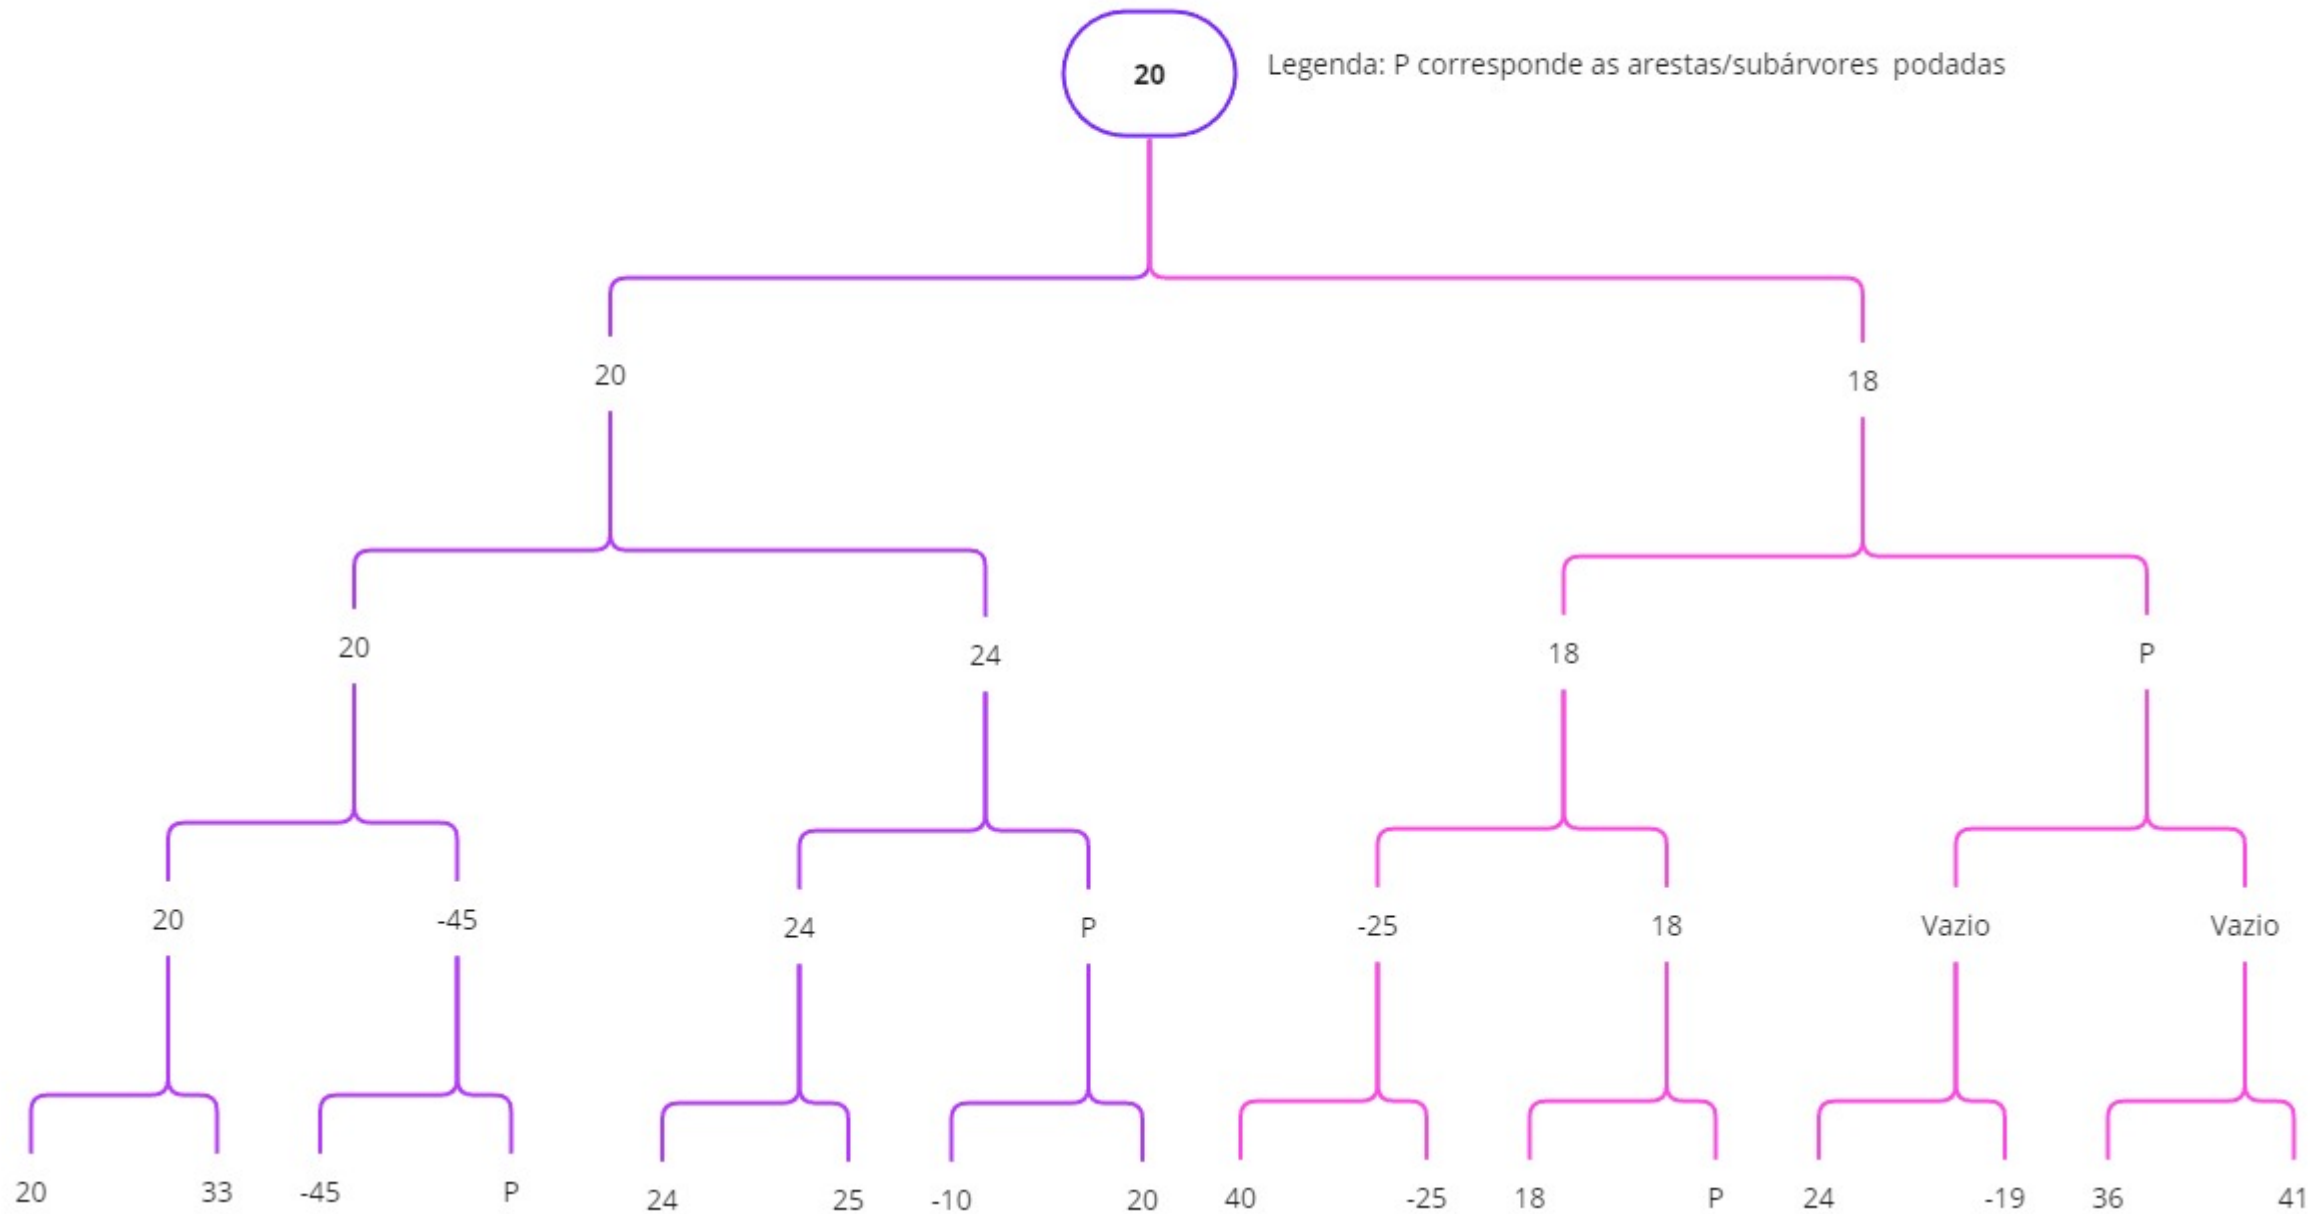 20
Legenda: P corresponde as arestas/subárvores podadas
20 18
20 24 18 P
20 -45 24 P -25 18 Vazio Vazio
20 33 -45 P 24 25 -10 20 40 -25 18 P 24 -19 36 41